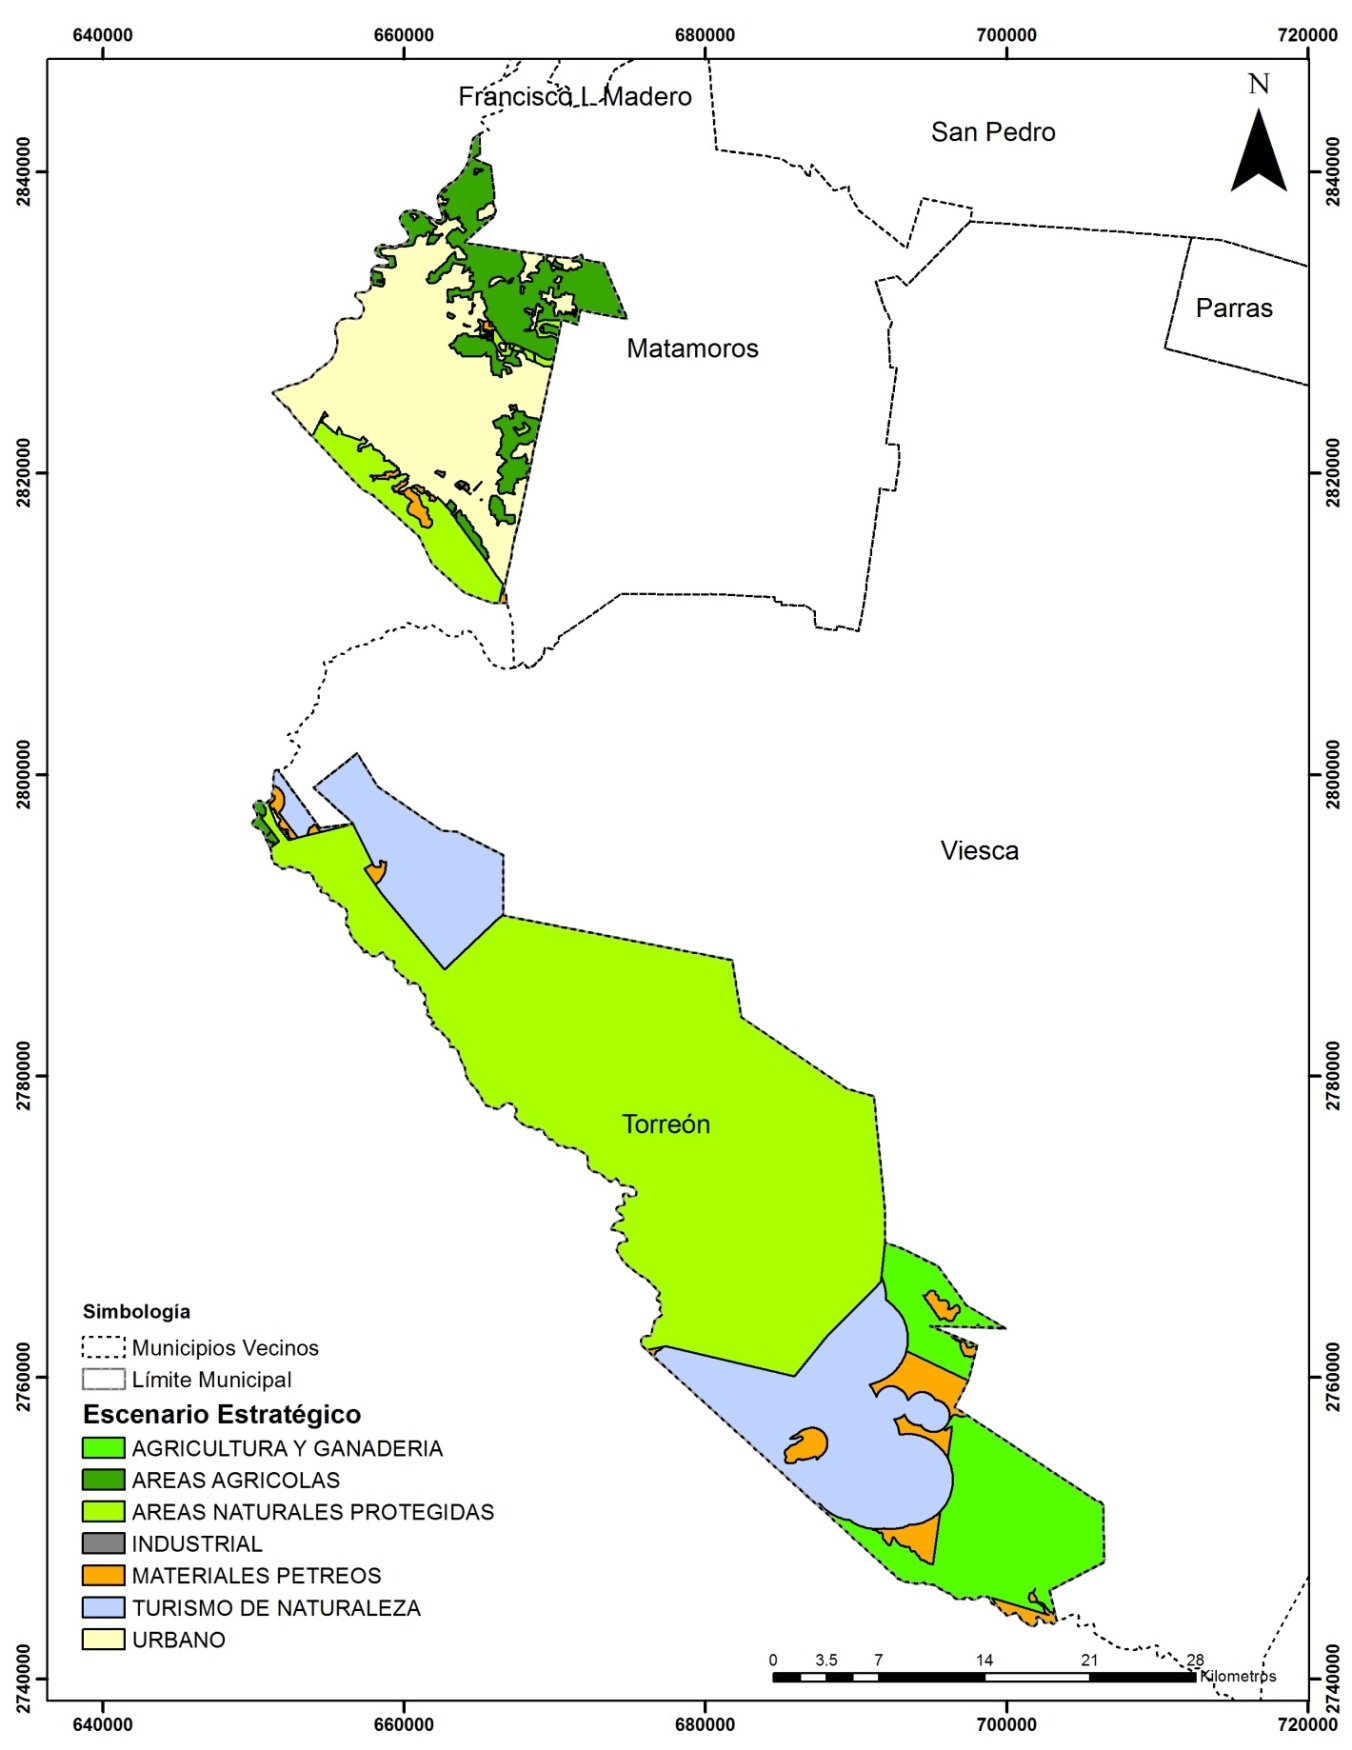 640000 660000 680000 700000 720000
N
Francisco I. Madero
San Pedro
2840000 2840000
Parras
Matamoros
2820000 2820000
2800000 2800000
Viesca
2780000 2780000
Torreón
2760000 2760000
Simbología
Municipios Vecinos
Límite Municipal
Escenario Estratégico
AGRICULTURA Y GANADERIA
AREAS AGRICOLAS
AREAS NATURALES PROTEGIDAS
INDUSTRIAL
MATERIALES PETREOS
TURISMO DE NATURALEZA
URBANO
0 3.5 7 14 21 28
Kilometros
2740000 2740000
640000 660000 680000 700000 720000